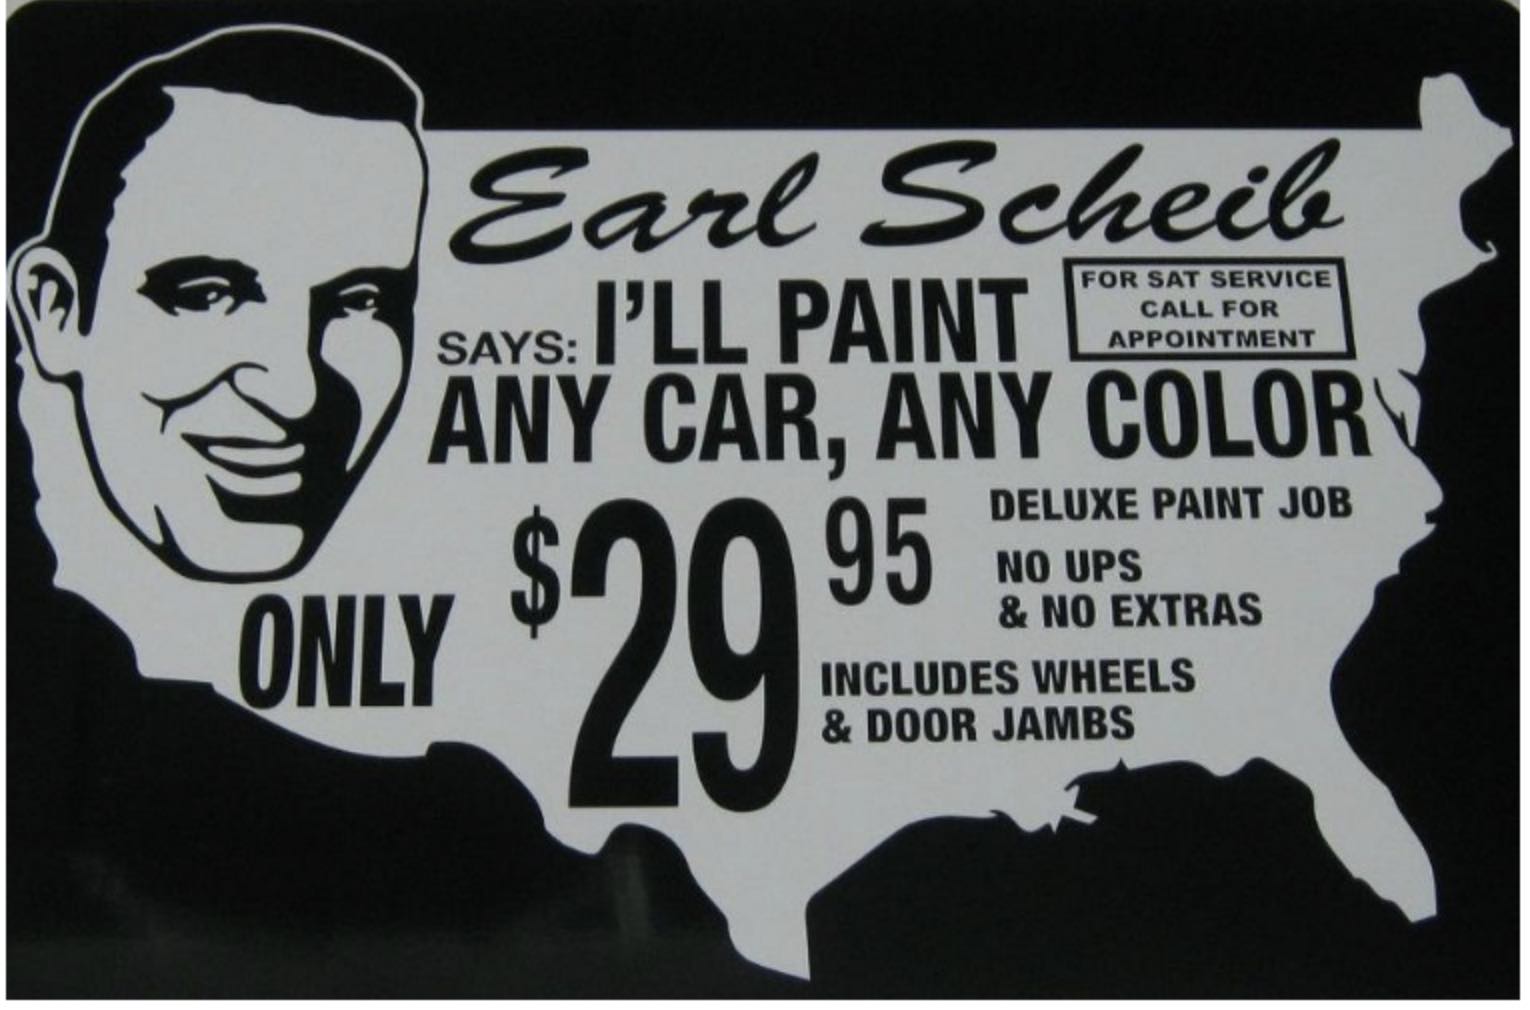 Earl Scheib
SAYS: I'LL PAINT
FOR SAT SERVICE
CALL FOR
APPOINTMENT
ANY CAR, ANY COLOR
ONLY $29 95
DELUXE PAINT JOB
NO UPS
& NO EXTRAS
INCLUDES WHEELS
& DOOR JAMBS